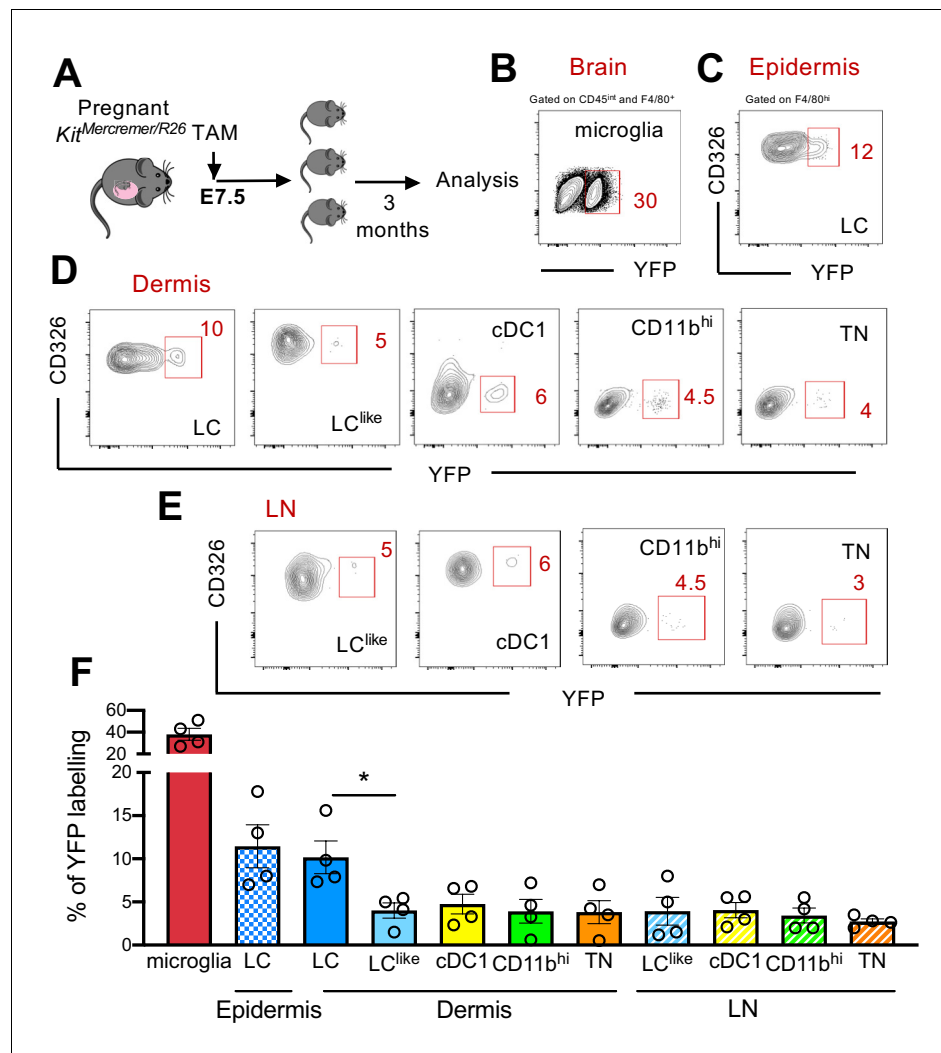 A
Pregnant
Kit^Mercremer/R26 TAM
E7.5
3
months
Analysis
B
Brain
Gated on CD45^int and F4/80^+
microglia
30
YFP
C
Epidermis
Gated on F4/80^hi
CD326
12
LC
YFP
D
Dermis
CD326
10
LC
5
LC^like
cDC1
6
CD11b^hi
4.5
TN
4
YFP
E
LN
CD326
5
LC^like
6
cDC1
CD11b^hi
4.5
TN
3
YFP
F
% of YFP labelling
60
40
20
20
15
10
5
0
*
microglia LC LC LC^like cDC1 CD11b^hi TN LC^like cDC1 CD11b^hi TN
Epidermis Dermis LN